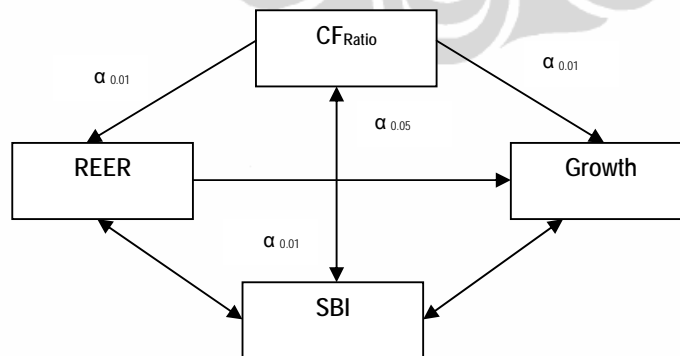 CFRatio
α 0.01
α 0.01
α 0.05
REER
Growth
α 0.01
SBI